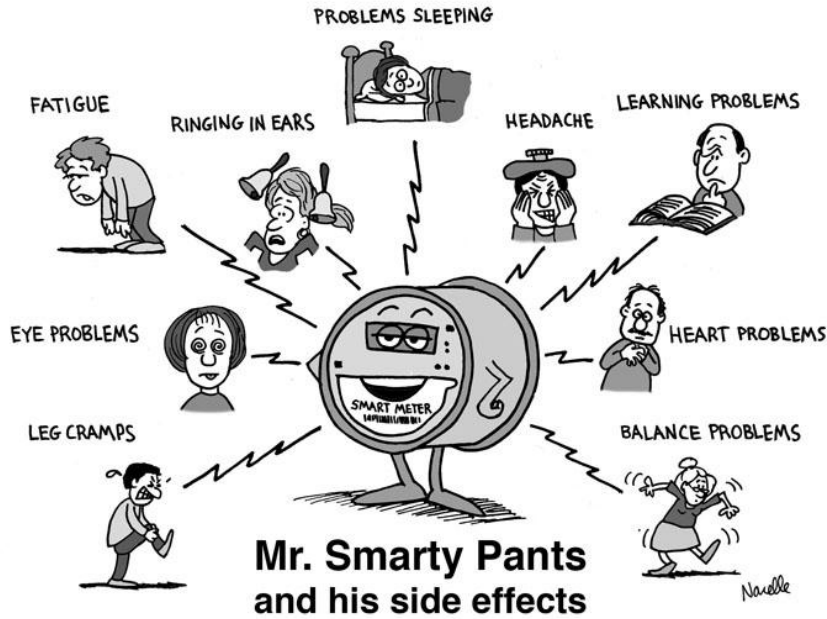 PROBLEMS SLEEPING
FATIGUE
RINGING IN EARS
HEADACHE
LEARNING PROBLEMS
EYE PROBLEMS
HEART PROBLEMS
SMART METER
LEG CRAMPS
BALANCE PROBLEMS
Mr. Smarty Pants
and his side effects
Narelle